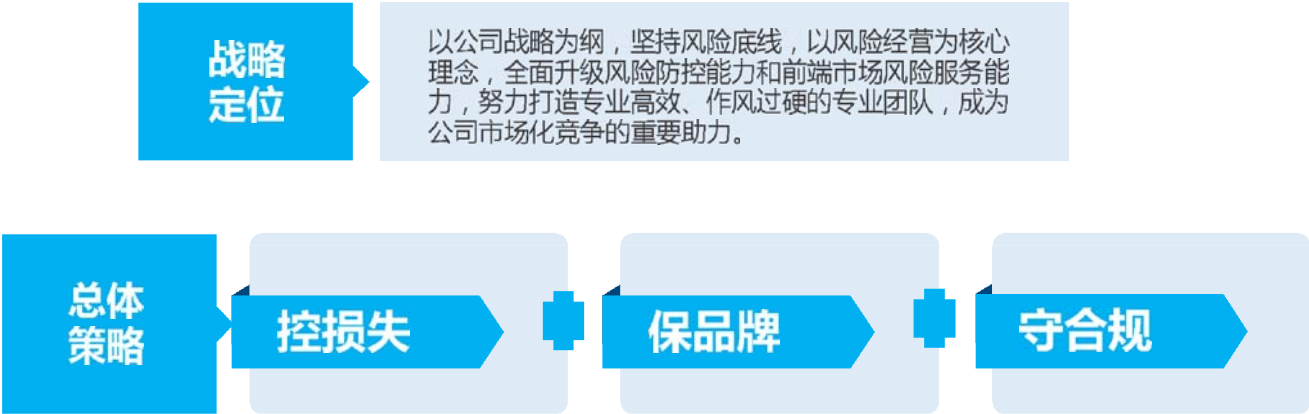 战略
定位
以公司战略为纲，坚持风险底线，以风险经营为核心
理念，全面升级风险防控能力和前端市场风险服务能
力，努力打造专业高效、作风过硬的专业团队，成为
公司市场化竞争的重要助力。
总体
策略
控损失
保品牌
守合规